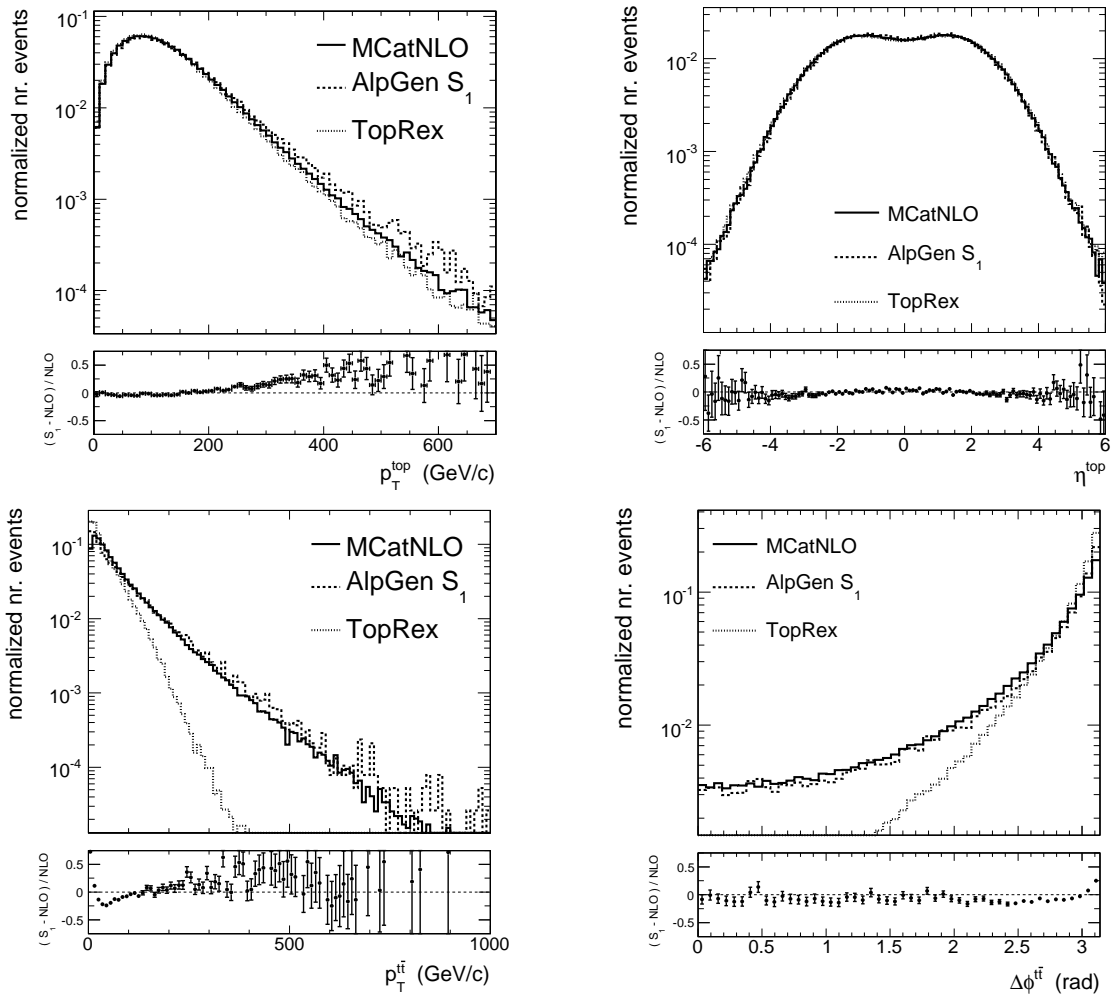 normalized nr. events
10⁻¹
10⁻²
10⁻³
10⁻⁴
MCatNLO
AlpGen S₁
TopRex
( S₁ - NLO ) / NLO
0.5
0
-0.5
0 200 400 600
p_T^top (GeV/c)
normalized nr. events
10⁻²
10⁻³
10⁻⁴
MCatNLO
AlpGen S₁
TopRex
( S₁ - NLO ) / NLO
0.5
0
-0.5
-6 -4 -2 0 2 4 6
η^top
normalized nr. events
10⁻¹
10⁻²
10⁻³
10⁻⁴
MCatNLO
AlpGen S₁
TopRex
( S₁ - NLO ) / NLO
0.5
0
-0.5
0 500 1000
p_T^tt̄ (GeV/c)
normalized nr. events
10⁻¹
10⁻²
MCatNLO
AlpGen S₁
TopRex
( S₁ - NLO ) / NLO
0.5
0
-0.5
0 0.5 1 1.5 2 2.5 3
Δϕ^tt̄ (rad)